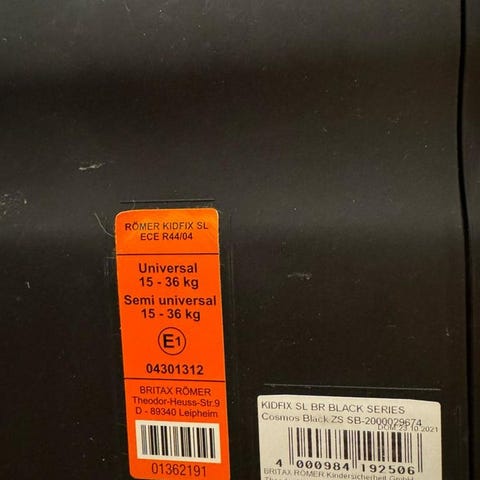 RÖMER KIDFIX SL
ECE R44/04
Universal
15 - 36 kg
Semi universal
15 - 36 kg
E1
04301312
BRITAX RÖMER
Theodor-Heuss-Str.9
D - 89340 Leipheim
01362191
KIDFIX SL BR BLACK SERIES
Cosmos Black ZS SB-2000029674
DOM:23.10.2021
4 000984 192506
BRITAX RÖMER Kindersicherheit GmbH